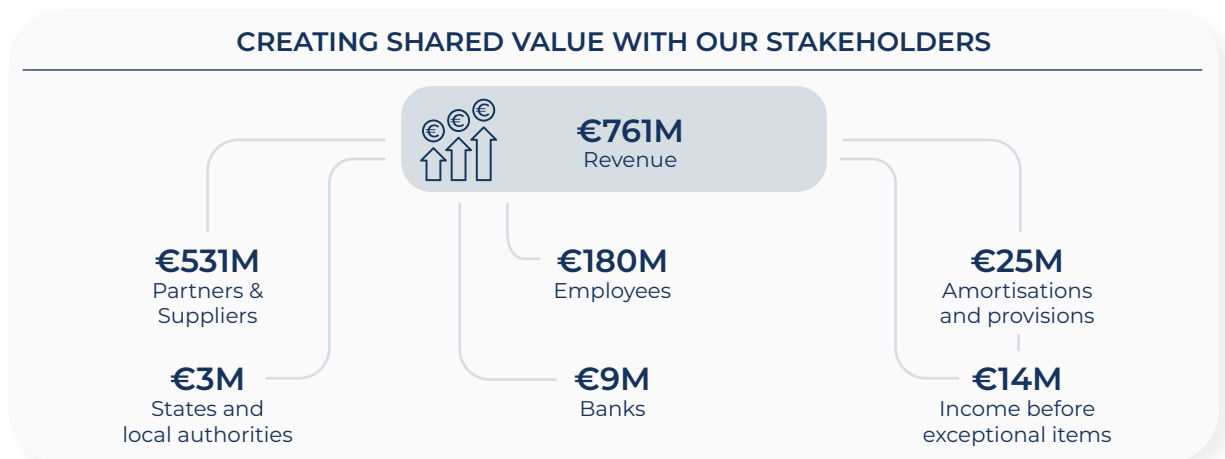 CREATING SHARED VALUE WITH OUR STAKEHOLDERS
€761M
Revenue
€531M
Partners &
Suppliers
€180M
Employees
€25M
Amortisations
and provisions
€3M
States and
local authorities
€9M
Banks
€14M
Income before
exceptional items